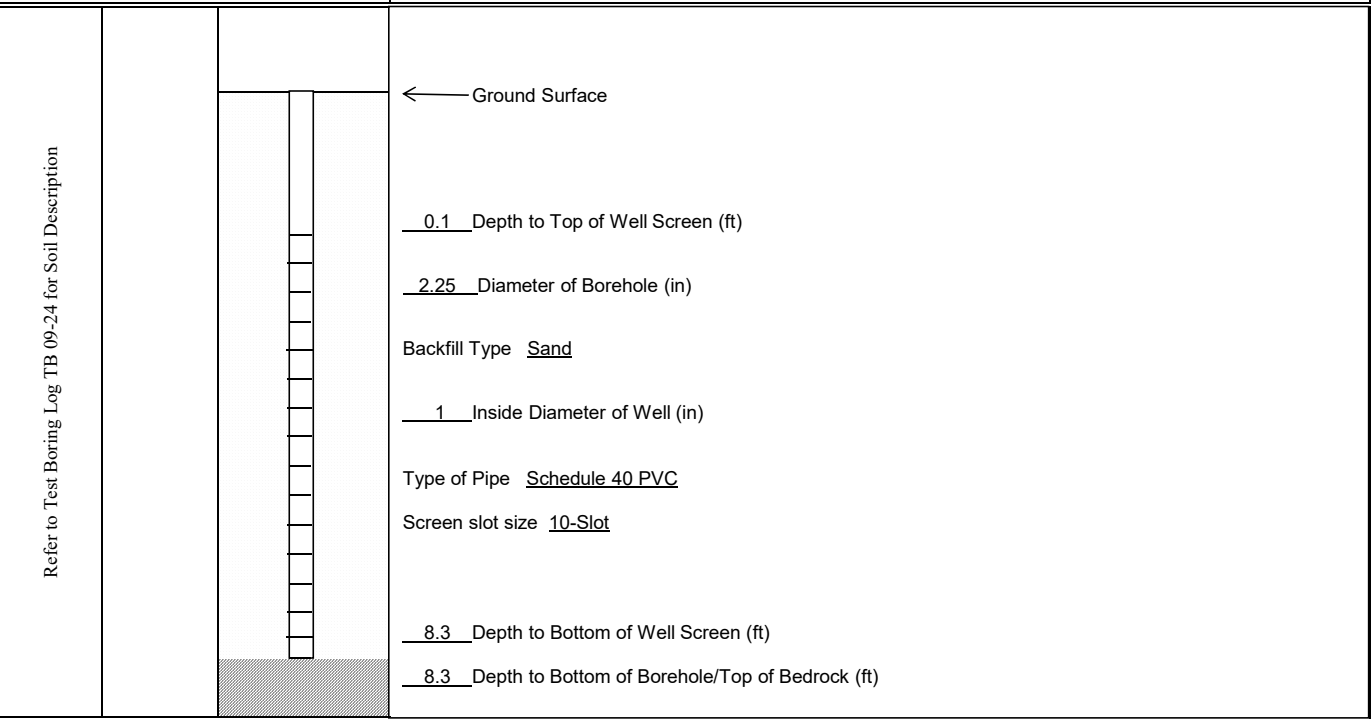 Refer to Test Boring Log TB 09-24 for Soil Description
Ground Surface
0.1 Depth to Top of Well Screen (ft)
2.25 Diameter of Borehole (in)
Backfill Type Sand
1 Inside Diameter of Well (in)
Type of Pipe Schedule 40 PVC
Screen slot size 10-Slot
8.3 Depth to Bottom of Well Screen (ft)
8.3 Depth to Bottom of Borehole/Top of Bedrock (ft)